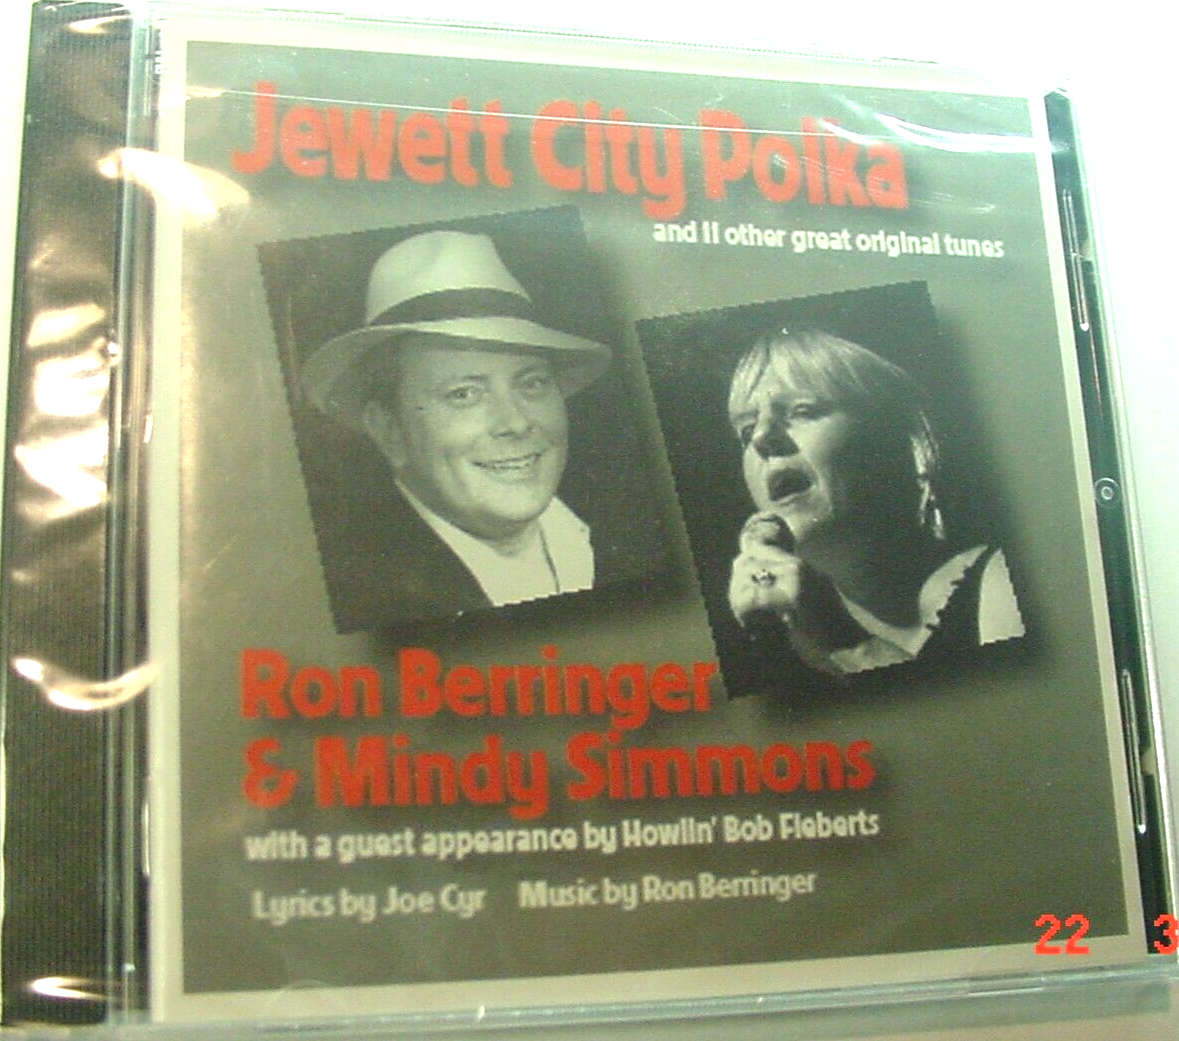 Jewett City Polka
and 11 other great original tunes
Ron Berringer
& Mindy Simmons
with a guest appearance by Howlin' Bob Fleberts
Lyrics by Joe Cyr Music by Ron Berringer
22 3